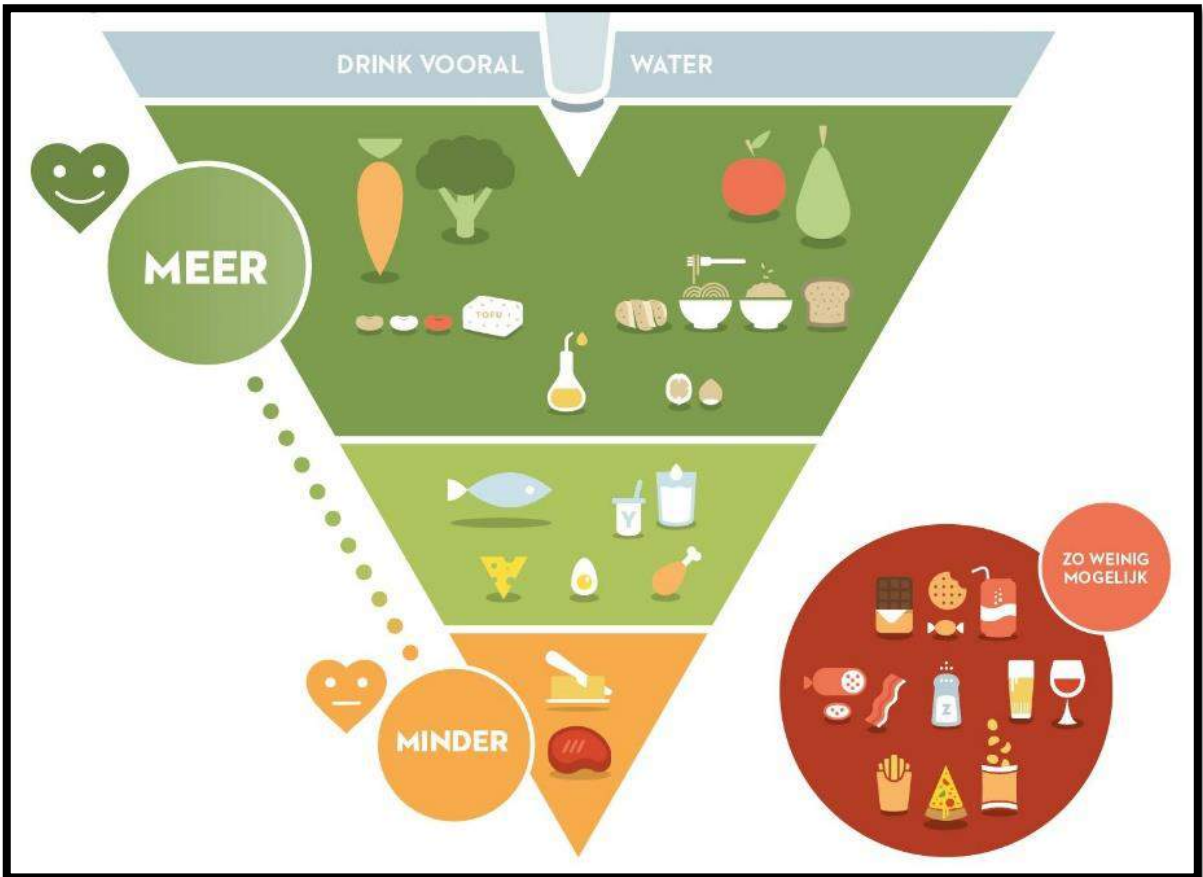 DRINK VOORAL WATER
MEER
TOFU
Y
ZO WEINIG
MOGELIJK
Z
MINDER